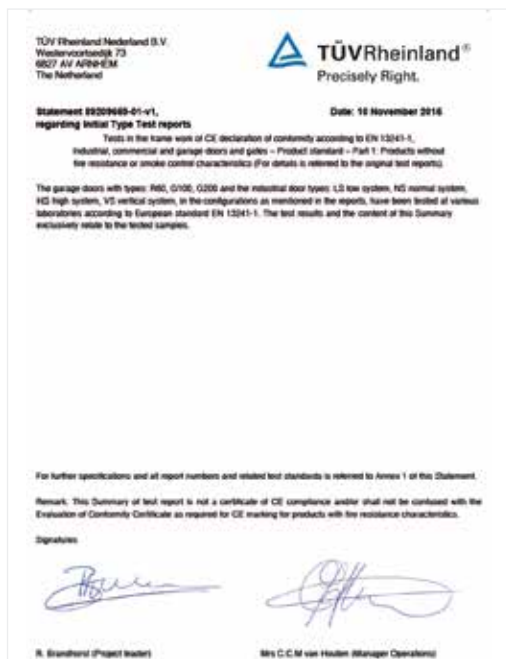 TÜV Rheinland Nederland B.V.
Westervoortsedijk 73
6827 AV ARNHEM
The Netherland
TÜVRheinland®
Precisely Right.
Statement 89209660-01-v1,
regarding Initial Type Test reports
Date: 10 November 2016
Tests in the frame work of CE declaration of conformity according to EN 13241-1,
Industrial, commercial and garage doors and gates – Product standard – Part 1: Products without
fire resistance or smoke control characteristics (For details is referred to the original test reports).
The garage doors with types: R60, G100, G200 and the industrial door types: LS low system, NS normal system,
HS high system, VS vertical system, in the configurations as mentioned in the reports, have been tested at various
laboratories according to European standard EN 13241-1. The test results and the content of this Summary
exclusively relate to the tested samples.
For further specifications and all report numbers and related test standards is referred to Annex 1 of this Statement.
Remark: This Summary of test report is not a certificate of CE compliance and/or shall not be confused with the
Evaluation of Conformity Certificate as required for CE marking for products with fire resistance characteristics.
Signatures
R. Brandhorst (Project leader)
Mrs C.C.M van Houten (Manager Operations)